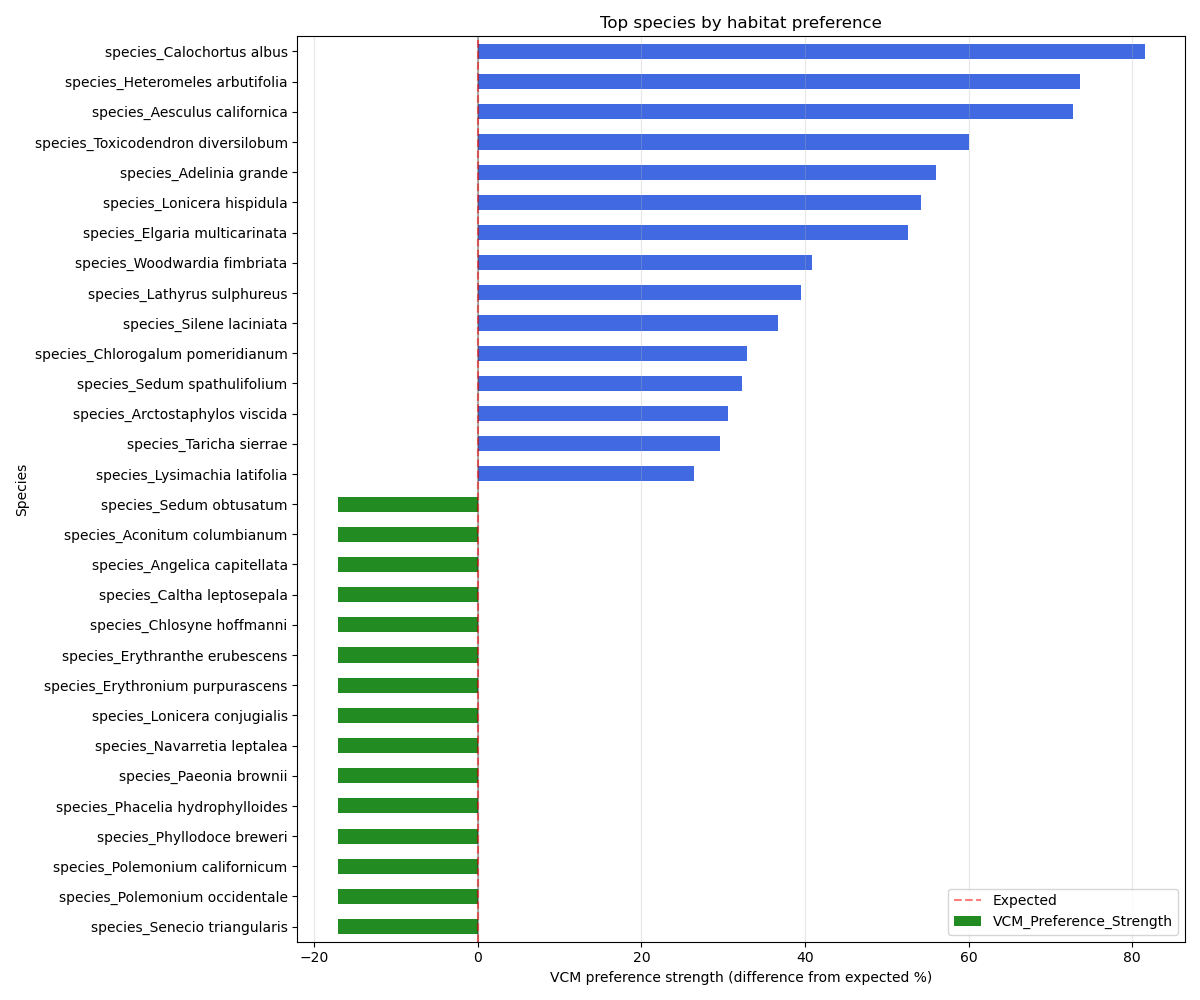 Top species by habitat preference
species_Calochortus albus
species_Heteromeles arbutifolia
species_Aesculus californica
species_Toxicodendron diversilobum
species_Adelinia grande
species_Lonicera hispidula
species_Elgaria multicarinata
species_Woodwardia fimbriata
species_Lathyrus sulphureus
species_Silene laciniata
species_Chlorogalum pomeridianum
species_Sedum spathulifolium
species_Arctostaphylos viscida
species_Taricha sierrae
species_Lysimachia latifolia
species_Sedum obtusatum
species_Aconitum columbianum
species_Angelica capitellata
species_Caltha leptosepala
species_Chlosyne hoffmanni
species_Erythranthe erubescens
species_Erythronium purpurascens
species_Lonicera conjugialis
species_Navarretia leptalea
species_Paeonia brownii
species_Phacelia hydrophylloides
species_Phyllodoce breweri
species_Polemonium californicum
species_Polemonium occidentale
species_Senecio triangularis
Species
Expected
VCM_Preference_Strength
−20 0 20 40 60 80
VCM preference strength (difference from expected %)